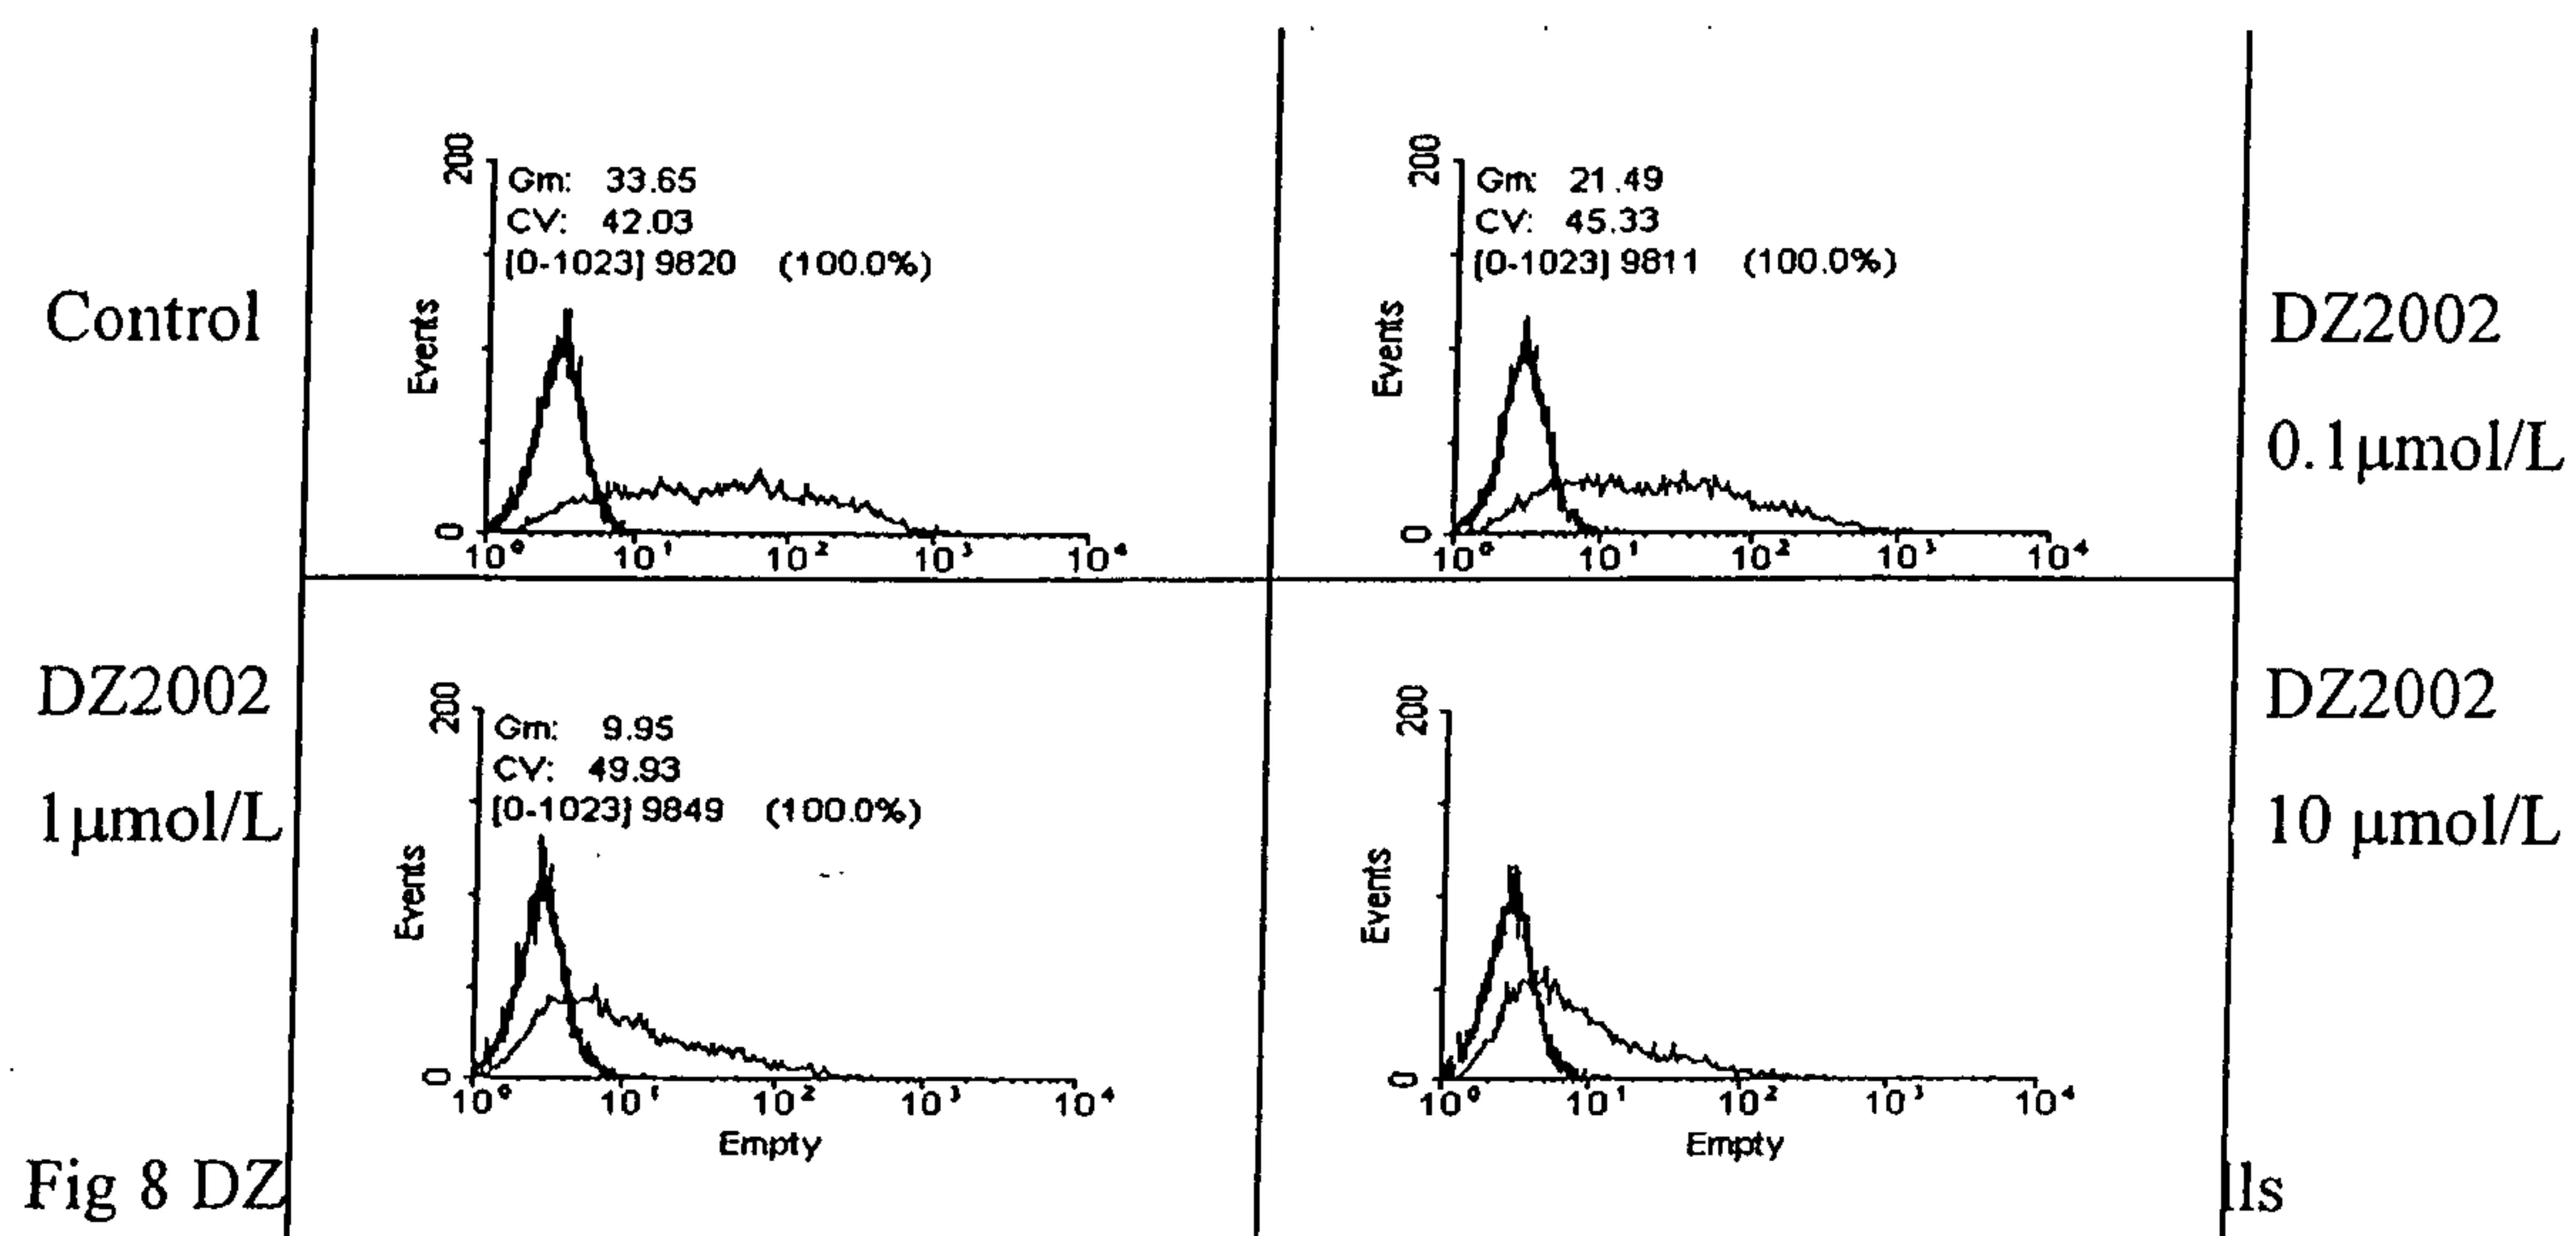 Control
200
Gm: 33.65
CV: 42.03
[0-1023] 9820 (100.0%)
Events
0
10⁰ 10¹ 10² 10³ 10⁴
200
Gm: 21.49
CV: 45.33
[0-1023] 9811 (100.0%)
Events
0
10⁰ 10¹ 10² 10³ 10⁴
DZ2002
0.1μmol/L
DZ2002
1μmol/L
200
Gm: 9.95
CV: 49.93
[0-1023] 9849 (100.0%)
Events
0
10⁰ 10¹ 10² 10³ 10⁴
Empty
200
Events
0
10⁰ 10¹ 10² 10³ 10⁴
Empty
DZ2002
10 μmol/L
Fig 8 DZ
lls